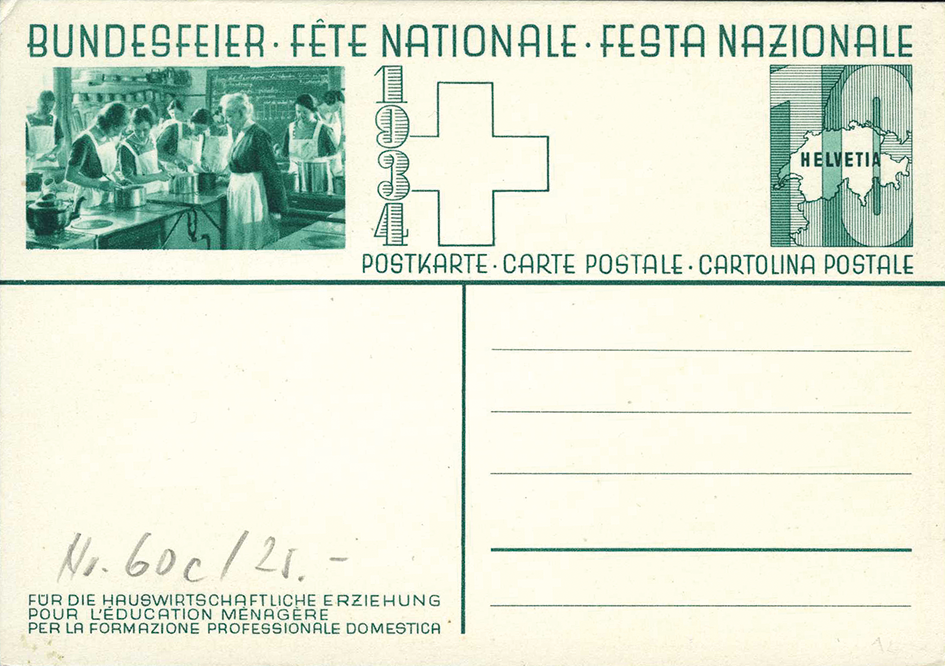 BUNDESFEIER · FÊTE NATIONALE · FESTA NAZIONALE
1934
10
HELVETIA
POSTKARTE · CARTE POSTALE · CARTOLINA POSTALE
Nr. 60c/25.-
FÜR DIE HAUSWIRTSCHAFTLICHE ERZIEHUNG
POUR L'ÉDUCATION MÉNAGÈRE
PER LA FORMAZIONE PROFESSIONALE DOMESTICA